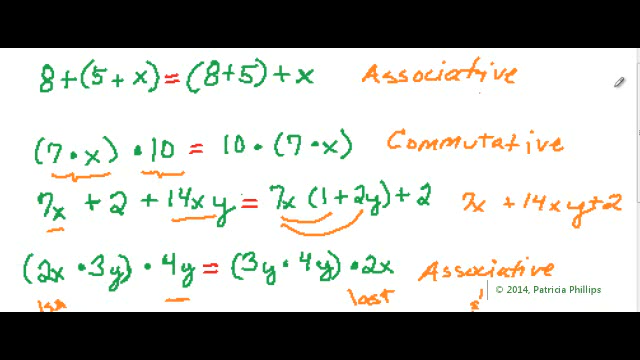 8+(5+x)=(8+5)+x Associative
(7·x)·10 = 10·(7·x) Commutative
7x + 2 + 14xy = 7x(1+2y)+2 7x + 14xy+2
(2x·3y)·4y = (3y·4y)·2x Associative
last
© 2014, Patricia Phillips